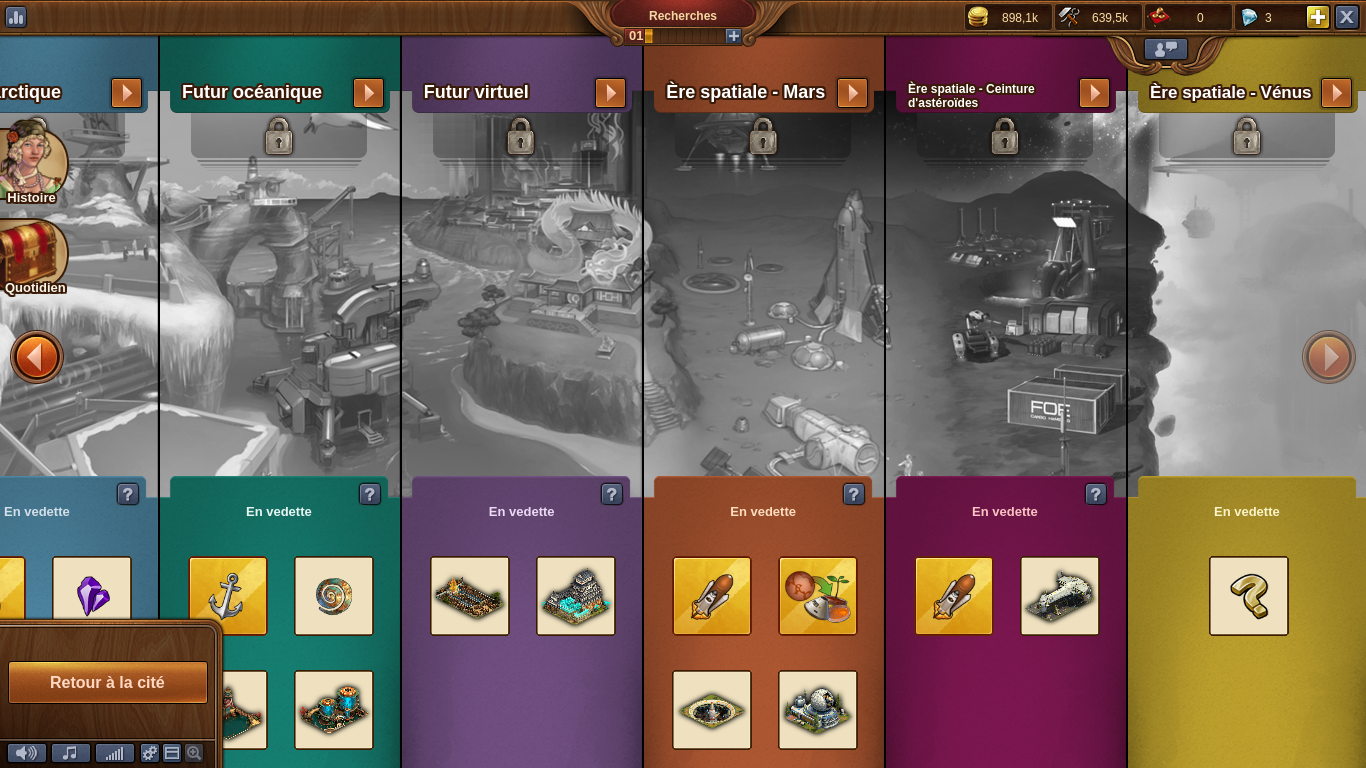 Recherches
01
898,1k
639,5k
0
3
rctique
Futur océanique
Futur virtuel
Ère spatiale - Mars
Ère spatiale - Ceinture
d'astéroïdes
Ère spatiale - Vénus
Histoire
Quotidien
FOE
En vedette
En vedette
En vedette
En vedette
En vedette
En vedette
Retour à la cité